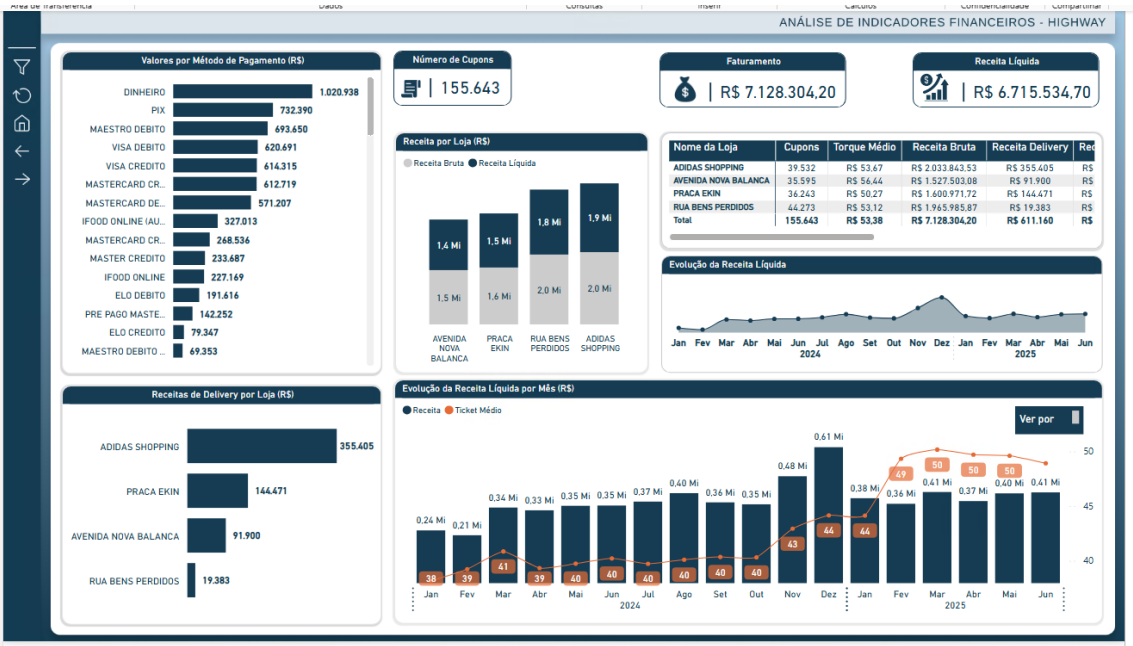 Área de Transferência Dados Consultas Inserir Cálculos Confidencialidade Compartilhar
ANÁLISE DE INDICADORES FINANCEIROS - HIGHWAY
Valores por Método de Pagamento (R$)
DINHEIRO 1.020.938
PIX 732.390
MAESTRO DEBITO 693.650
VISA DEBITO 620.691
VISA CREDITO 614.315
MASTERCARD CR... 612.719
MASTERCARD DE... 571.207
IFOOD ONLINE (AU... 327.013
MASTERCARD CR... 268.536
MASTER CREDITO 233.687
IFOOD ONLINE 227.169
ELO DEBITO 191.616
PRE PAGO MASTE... 142.252
ELO CREDITO 79.347
MAESTRO DEBITO ... 69.353
Número de Cupons
155.643
Faturamento
R$ 7.128.304,20
Receita Líquida
R$ 6.715.534,70
Receita por Loja (R$)
Receita Bruta Receita Líquida
1,4 Mi 1,5 Mi 1,8 Mi 1,9 Mi
1.5 Mi 1.6 Mi 2.0 Mi 2.0 Mi
AVENIDA NOVA BALANCA
PRACA EKIN
RUA BENS PERDIDOS
ADIDAS SHOPPING
Nome da Loja Cupons Torque Médio Receita Bruta Receita Delivery Rec
ADIDAS SHOPPING 39.532 R$ 53,67 R$ 2.033.843,53 R$ 355.405 R$
AVENIDA NOVA BALANCA 35.595 R$ 56,44 R$ 1.527.503,08 R$ 91.900 R$
PRACA EKIN 36.243 R$ 50,27 R$ 1.600.971,72 R$ 144.471 R$
RUA BENS PERDIDOS 44.273 R$ 53,12 R$ 1.965.985,87 R$ 19.383 R$
Total 155.643 R$ 53,38 R$ 7.128.304,20 R$ 611.160 R$
Evolução da Receita Líquida
Jan Fev Mar Abr Mai Jun Jul Ago Set Out Nov Dez Jan Fev Mar Abr Mai Jun
2024 2025
Receitas de Delivery por Loja (R$)
ADIDAS SHOPPING 355.405
PRACA EKIN 144.471
AVENIDA NOVA BALANCA 91.900
RUA BENS PERDIDOS 19.383
Evolução da Receita Líquida por Mês (R$)
Receita Ticket Médio
Ver por
0,24 Mi 0,21 Mi 0,34 Mi 0,33 Mi 0,35 Mi 0,35 Mi 0,37 Mi 0,40 Mi 0,36 Mi 0,35 Mi 0,48 Mi 0,61 Mi 0,38 Mi 0,36 Mi 0,41 Mi 0,37 Mi 0,40 Mi 0,41 Mi
38 39 41 39 40 40 40 40 40 40 43 44 44 49 50 50 50
50
45
40
Jan Fev Mar Abr Mai Jun Jul Ago Set Out Nov Dez Jan Fev Mar Abr Mai Jun
2024 2025